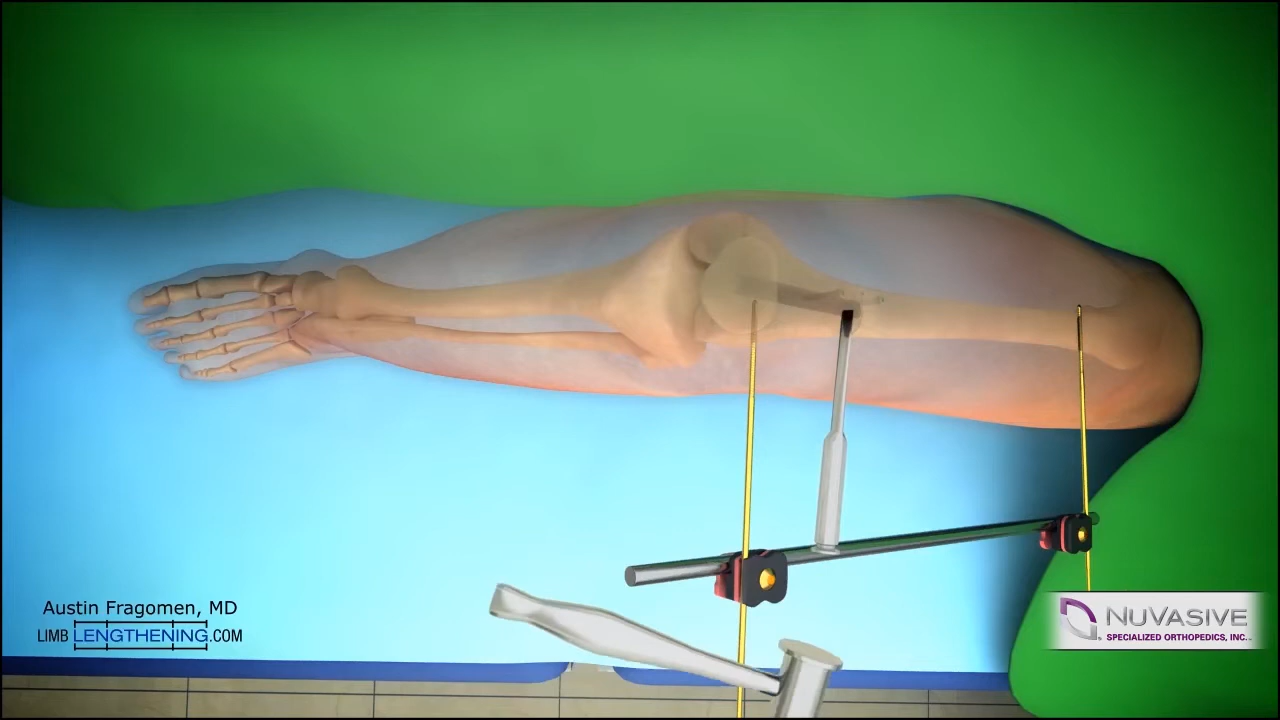 Austin Fragomen, MD
LIMB LENGTHENING.COM
NUVASIVE
SPECIALIZED ORTHOPEDICS, INC.